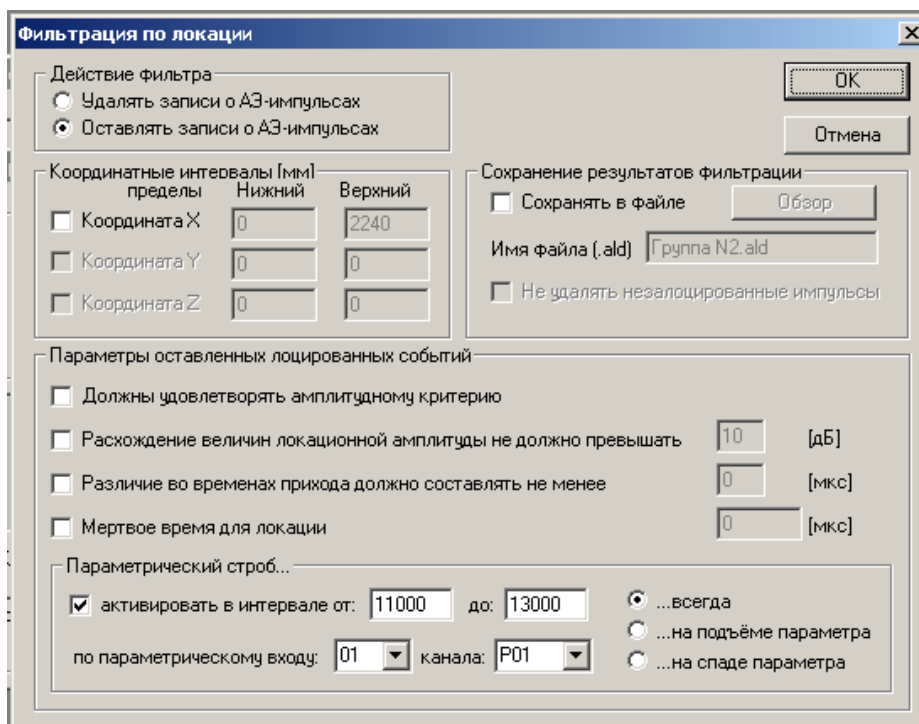 Фильтрация по локации
Действие фильтра
Удалять записи о АЭ-импульсах
Оставлять записи о АЭ-импульсах
OK
Отмена
Координатные интервалы [мм]
пределы Нижний Верхний
Координата X 0 2240
Координата Y 0 0
Координата Z 0 0
Сохранение результатов фильтрации
Сохранять в файле Обзор
Имя файла (.ald) Группа N2.ald
Не удалять незалоцированные импульсы
Параметры оставленных лоцированных событий
Должны удовлетворять амплитудному критерию
Расхождение величин локационной амплитуды не должно превышать 10 [дБ]
Различие во временах прихода должно составлять не менее 0 [мкс]
Мертвое время для локации 0 [мкс]
Параметрический строб...
активировать в интервале от: 11000 до: 13000
по параметрическому входу: 01 канала: P01
...всегда
...на подъёме параметра
...на спаде параметра